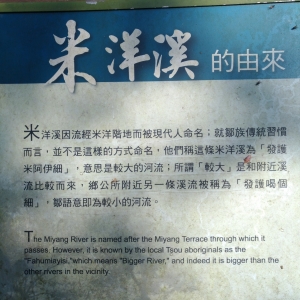 米洋溪的由來
米洋溪因流經米洋階地而被現代人命名；就鄒族傳統習慣
而言，並不是這樣的方式命名，他們稱這條米洋溪為「發護
米阿伊細」，意思是較大的河流；所謂「較大」是和附近溪
流比較而來，鄉公所附近另一條溪流被稱為「發護喝個
細」，鄒語意即為較小的河流。
The Miyang River is named after the Miyang Terrace through which it
passes. However, it is known by the local Tsou aboriginals as the
"Fahumiayisi,"which means "Bigger River," and indeed it is bigger than the
other rivers in the vicinity.